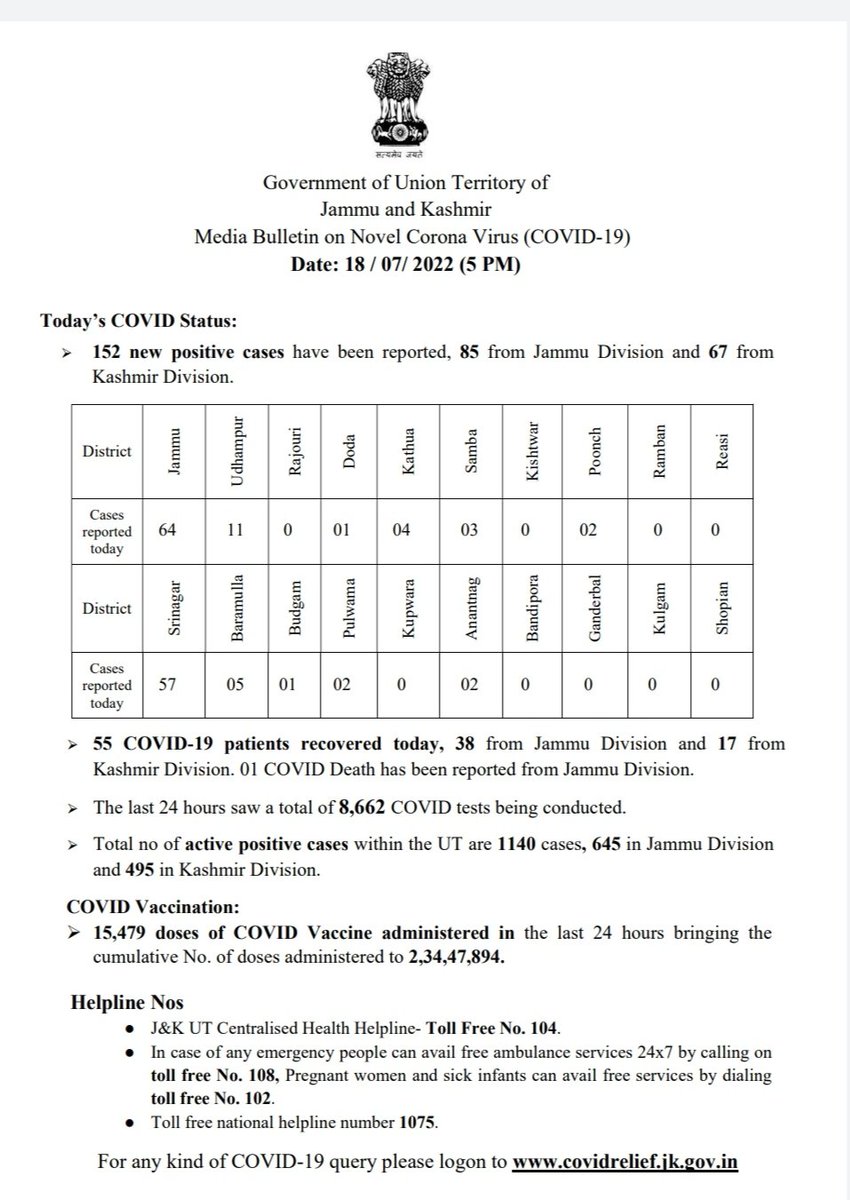 सत्यमेव जयते
Government of Union Territory of
Jammu and Kashmir
Media Bulletin on Novel Corona Virus (COVID-19)
Date: 18 / 07/ 2022 (5 PM)
Today’s COVID Status:
➢ 152 new positive cases have been reported, 85 from Jammu Division and 67 from
Kashmir Division.
District Jammu Udhampur Rajouri Doda Kathua Samba Kishtwar Poonch Ramban Reasi
Cases
reported
today
64 11 0 01 04 03 0 02 0 0
District Srinagar Baramulla Budgam Pulwama Kupwara Anantnag Bandipora Ganderbal Kulgam Shopian
Cases
reported
today
57 05 01 02 0 02 0 0 0 0
➢ 55 COVID-19 patients recovered today, 38 from Jammu Division and 17 from
Kashmir Division. 01 COVID Death has been reported from Jammu Division.
➢ The last 24 hours saw a total of 8,662 COVID tests being conducted.
➢ Total no of active positive cases within the UT are 1140 cases, 645 in Jammu Division
and 495 in Kashmir Division.
COVID Vaccination:
➢ 15,479 doses of COVID Vaccine administered in the last 24 hours bringing the
cumulative No. of doses administered to 2,34,47,894.
Helpline Nos
● J&K UT Centralised Health Helpline- Toll Free No. 104.
● In case of any emergency people can avail free ambulance services 24x7 by calling on
toll free No. 108, Pregnant women and sick infants can avail free services by dialing
toll free No. 102.
● Toll free national helpline number 1075.
For any kind of COVID-19 query please logon to www.covidrelief.jk.gov.in